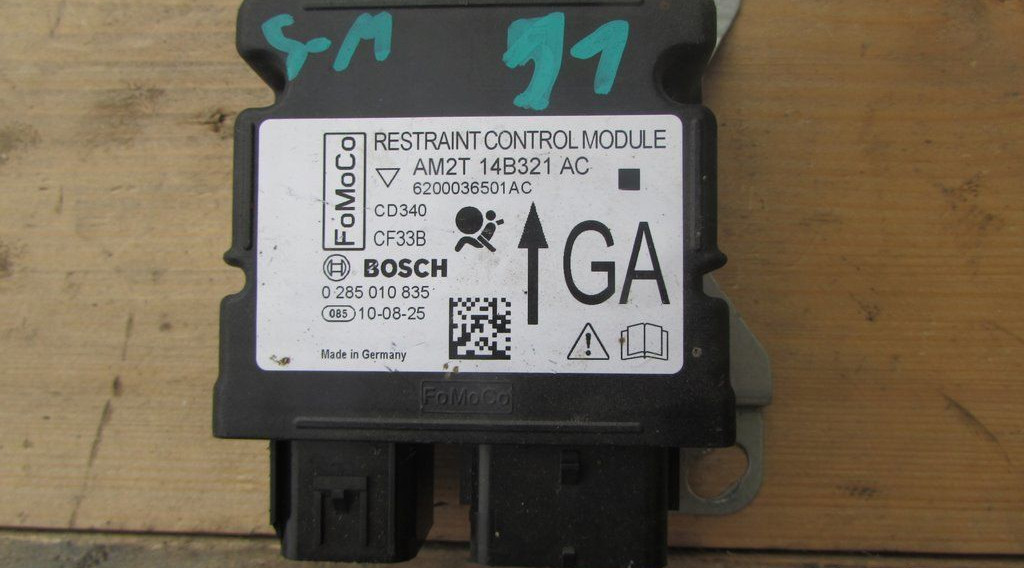 91
FoMoCo
RESTRAINT CONTROL MODULE
AM2T 14B321 AC
6200036501AC
CD340
CF33B
GA
BOSCH
0 285 010 835
085 10-08-25
Made in Germany
FoMoCo